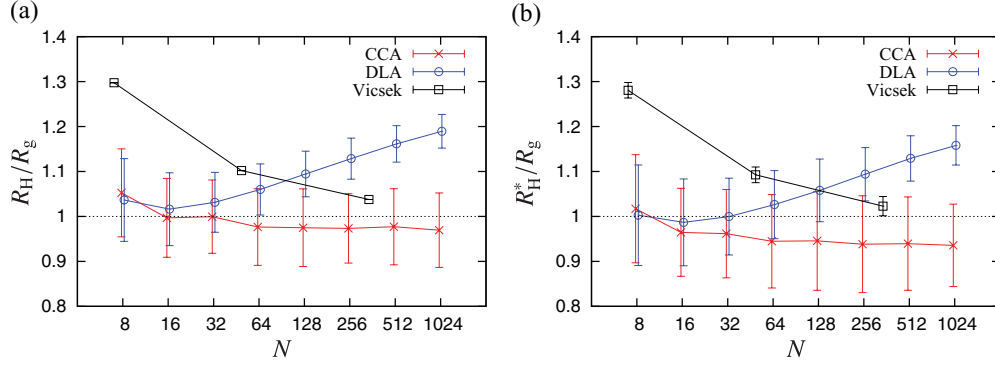 (a)
R_H/R_g
1.4
1.3
1.2
1.1
1
0.9
0.8
CCA
DLA
Vicsek
8 16 32 64 128 256 512 1024
N
(b)
R*_H/R_g
1.4
1.3
1.2
1.1
1
0.9
0.8
CCA
DLA
Vicsek
8 16 32 64 128 256 512 1024
N